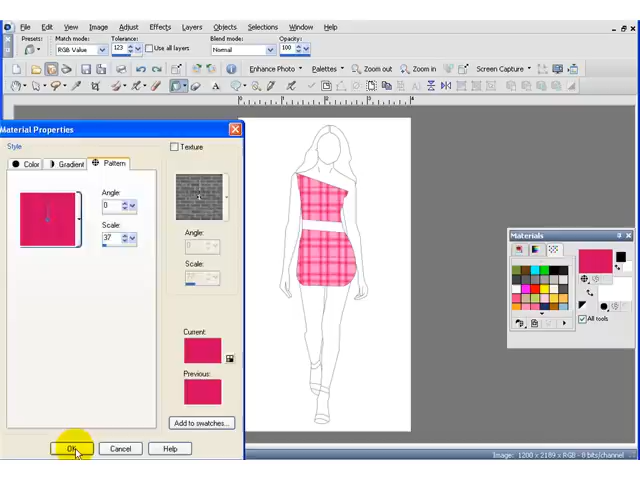 File Edit View Image Adjust Effects Layers Objects Selections Window Help
Presets: Match mode: Tolerance: Blend mode: Opacity:
RGB Value 123 Use all layers Normal 100
Enhance Photo Palettes Zoom out Zoom in Screen Capture
Material Properties
Style
Texture
Color Gradient Pattern
Angle:
0
Scale:
37
Angle:
0
Scale:
Current:
Previous:
Add to swatches...
OK Cancel Help
Materials
All tools
Image: 1200 x 2189 x RGB - 8 bits/channel